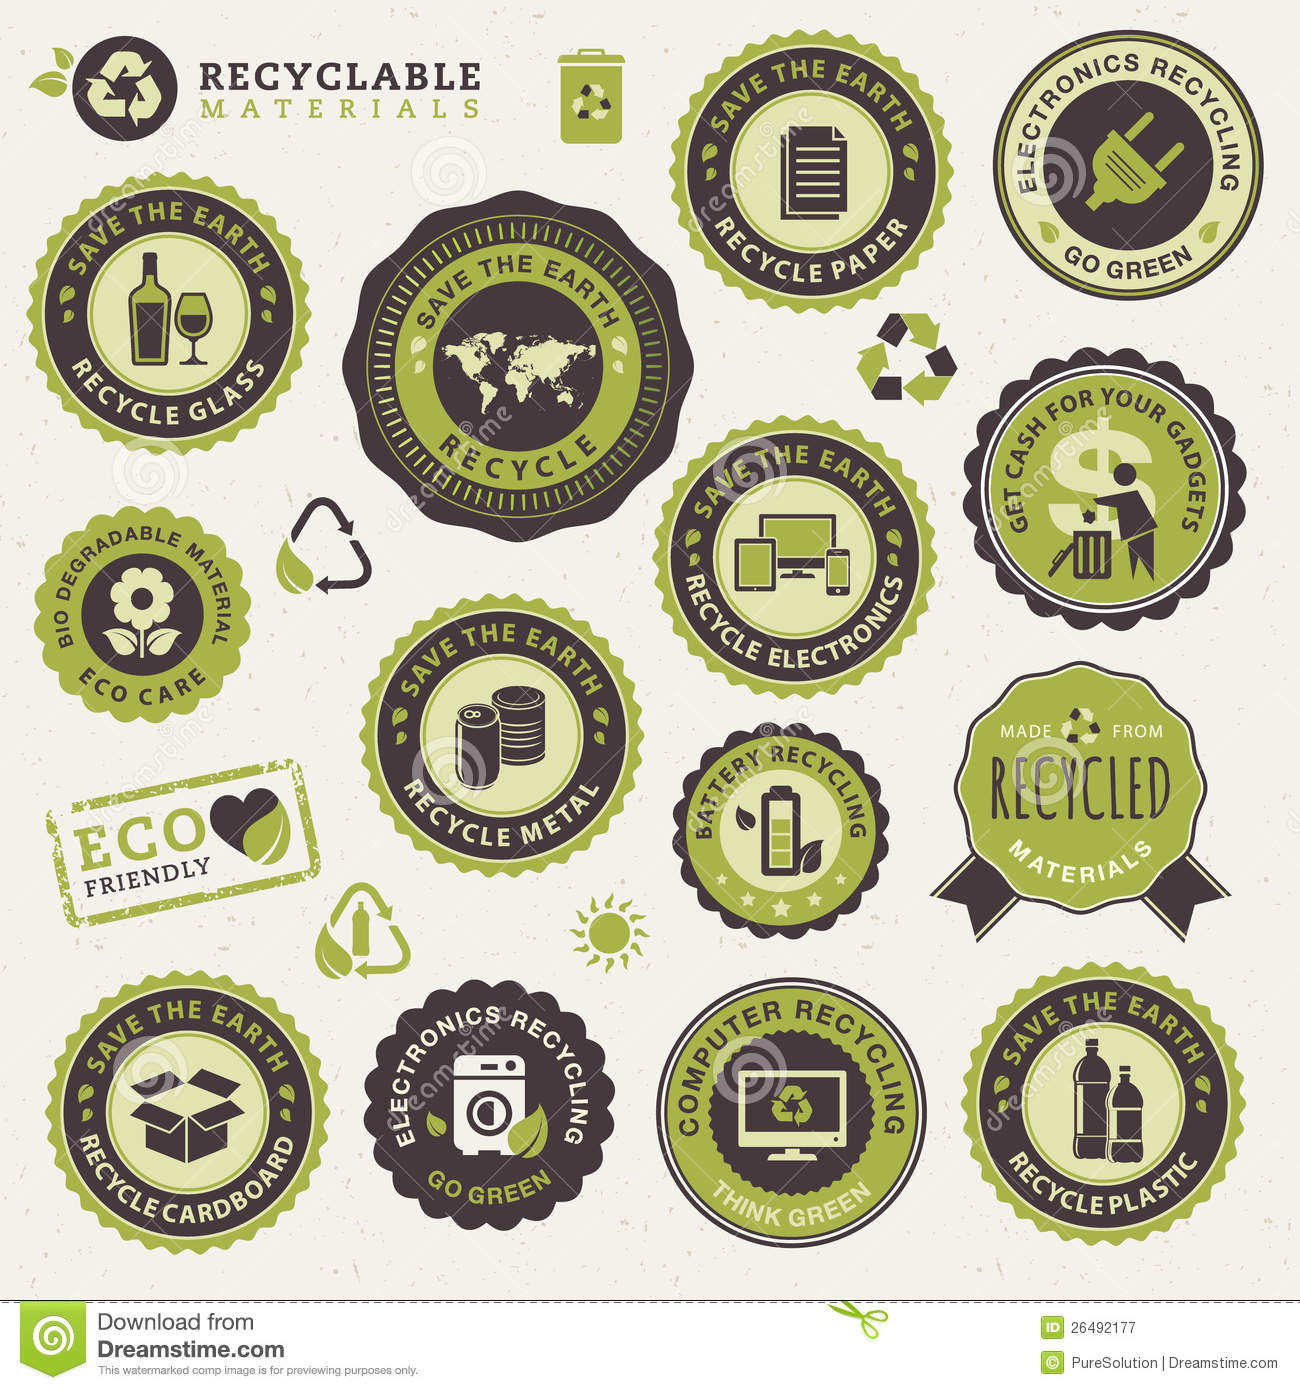 RECYCLABLE
MATERIALS
SAVE THE EARTH
RECYCLE PAPER
ELECTRONICS RECYCLING
GO GREEN
SAVE THE EARTH
RECYCLE GLASS
SAVE THE EARTH
RECYCLE
GET CASH FOR YOUR GADGETS
$
SAVE THE EARTH
RECYCLE ELECTRONICS
BIO DEGRADABLE MATERIAL
ECO CARE
SAVE THE EARTH
RECYCLE METAL
MADE FROM
RECYCLED
MATERIALS
BATTERY RECYCLING
ECO
FRIENDLY
SAVE THE EARTH
RECYCLE CARDBOARD
ELECTRONICS RECYCLING
GO GREEN
COMPUTER RECYCLING
THINK GREEN
SAVE THE EARTH
RECYCLE PLASTIC
Download from
Dreamstime.com
This watermarked comp image is for previewing purposes only.
ID 26492177
© PureSolution | Dreamstime.com